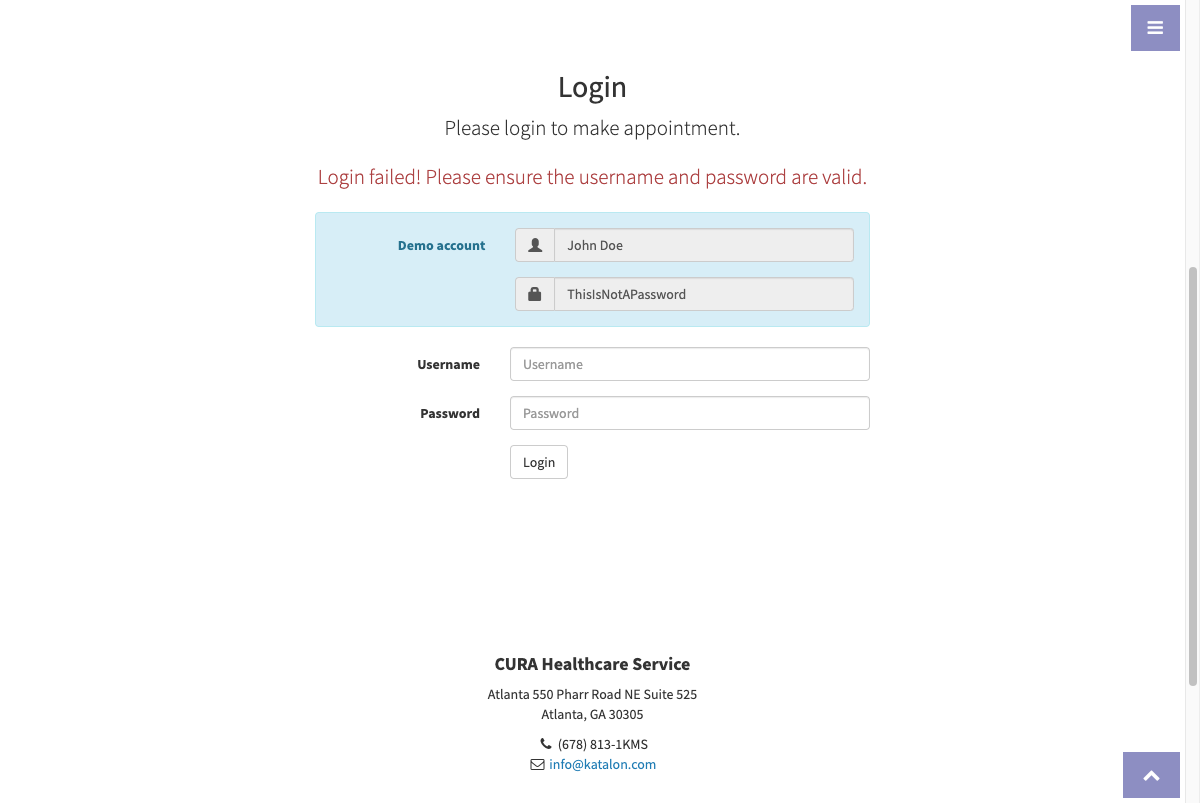 Login
Please login to make appointment.
Login failed! Please ensure the username and password are valid.
Demo account
John Doe
ThisIsNotAPassword
Username
Username
Password
Password
Login
CURA Healthcare Service
Atlanta 550 Pharr Road NE Suite 525
Atlanta, GA 30305
(678) 813-1KMS
info@katalon.com